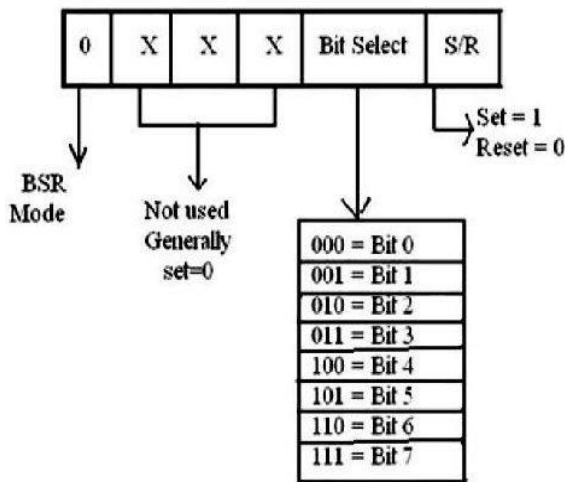 0 X X X Bit Select S/R
Set = 1
Reset = 0
BSR
Mode
Not used
Generally
set=0
000 = Bit 0
001 = Bit 1
010 = Bit 2
011 = Bit 3
100 = Bit 4
101 = Bit 5
110 = Bit 6
111 = Bit 7